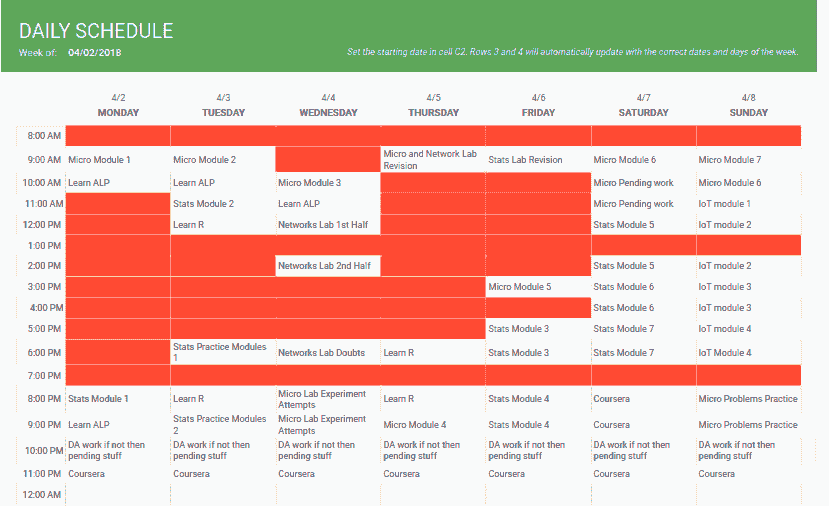 DAILY SCHEDULE
Week of: 04/02/2018 Set the starting date in cell C2. Rows 3 and 4 will automatically update with the correct dates and days of the week.
4/2 4/3 4/4 4/5 4/6 4/7 4/8
MONDAY TUESDAY WEDNESDAY THURSDAY FRIDAY SATURDAY SUNDAY
8:00 AM
9:00 AM Micro Module 1 Micro Module 2 Micro and Network Lab Revision Stats Lab Revision Micro Module 6 Micro Module 7
10:00 AM Learn ALP Learn ALP Micro Module 3 Micro Pending work Micro Module 6
11:00 AM Stats Module 2 Learn ALP Micro Pending work IoT module 1
12:00 PM Learn R Networks Lab 1st Half Stats Module 5 IoT module 2
1:00 PM
2:00 PM Networks Lab 2nd Half Stats Module 5 IoT module 2
3:00 PM Micro Module 5 Stats Module 6 IoT module 3
4:00 PM Stats Module 6 IoT module 3
5:00 PM Stats Module 3 Stats Module 7 IoT module 4
6:00 PM Stats Practice Modules 1 Networks Lab Doubts Learn R Stats Module 3 Stats Module 7 IoT Module 4
7:00 PM
8:00 PM Stats Module 1 Learn R Micro Lab Experiment Attempts Learn R Stats Module 4 Coursera Micro Problems Practice
9:00 PM Learn ALP Stats Practice Modules 2 Micro Lab Experiment Attempts Micro Module 4 Stats Module 4 Coursera Micro Problems Practice
10:00 PM DA work if not then pending stuff DA work if not then pending stuff DA work if not then pending stuff DA work if not then pending stuff DA work if not then pending stuff DA work if not then pending stuff DA work if not then pending stuff
11:00 PM Coursera Coursera Coursera Coursera Coursera Coursera Coursera
12:00 AM